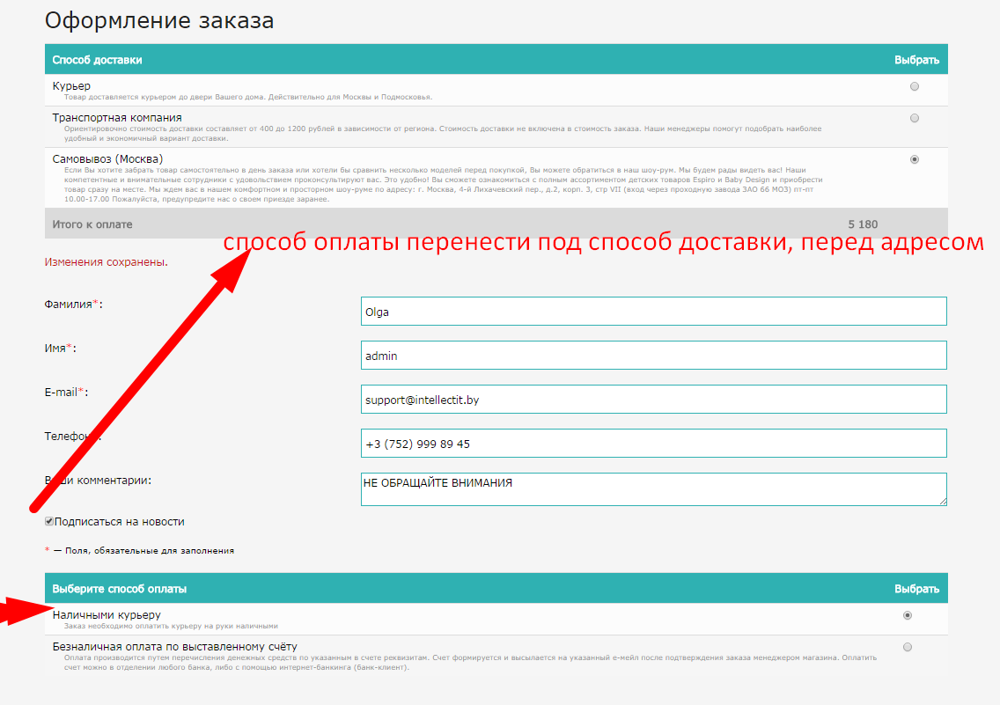 Оформление заказа
Способ доставки Выбрать
Курьер
Товар доставляется курьером до двери Вашего дома. Действительно для Москвы и Подмосковья.
Транспортная компания
Ориентировочно стоимость доставки составляет от 400 до 1200 рублей в зависимости от региона. Стоимость доставки не включена в стоимость заказа. Наши менеджеры помогут подобрать наиболее
удобный и экономичный вариант доставки.
Самовывоз (Москва)
Если Вы хотите забрать товар самостоятельно в день заказа или хотели бы сравнить несколько моделей перед покупкой, Вы можете обратиться в наш шоу-рум. Мы будем рады видеть вас! Наши
компетентные и внимательные сотрудники с удовольствием проконсультируют вас. Это удобно! Вы сможете ознакомиться с полным ассортиментом детских товаров Espiro и Baby Design и приобрести
товар сразу на месте. Мы ждем вас в нашем комфортном и просторном шоу-руме по адресу: г. Москва, 4-й Лихачевский пер., д.2, корп. 3, стр VII (вход через проходную завода ЗАО 66 МОЗ) пт-пт
10.00-17.00 Пожалуйста, предупредите нас о своем приезде заранее.
Итого к оплате 5 180
способ оплаты перенести под способ доставки, перед адресом
Изменения сохранены.
Фамилия*: Olga
Имя*: admin
E-mail*: support@intellectit.by
Телефон*: +3 (752) 999 89 45
Ваши комментарии: НЕ ОБРАЩАЙТЕ ВНИМАНИЯ
Подписаться на новости
* — Поля, обязательные для заполнения
Выберите способ оплаты Выбрать
Наличными курьеру
Заказ необходимо оплатить курьеру на руки наличными
Безналичная оплата по выставленному счёту
Оплата производится путем перечисления денежных средств по указанным в счете реквизитам. Счет формируется и высылается на указанный е-мейл после подтверждения заказа менеджером магазина. Оплатить
счет можно в отделении любого банка, либо с помощью интернет-банкинга (банк-клиент).